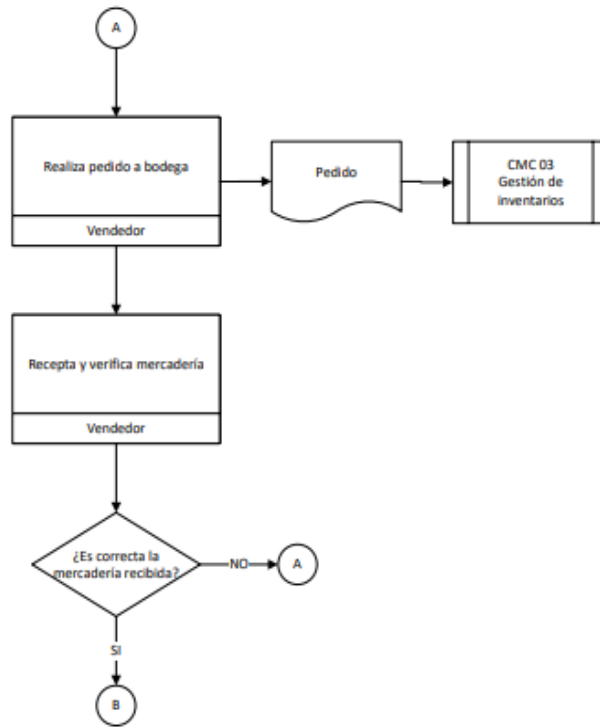 A
Realiza pedido a bodega
Vendedor
Pedido
CMC 03
Gestión de
inventarios
Recepta y verifica mercadería
Vendedor
¿Es correcta la
mercadería recibida?
NO
A
SI
B